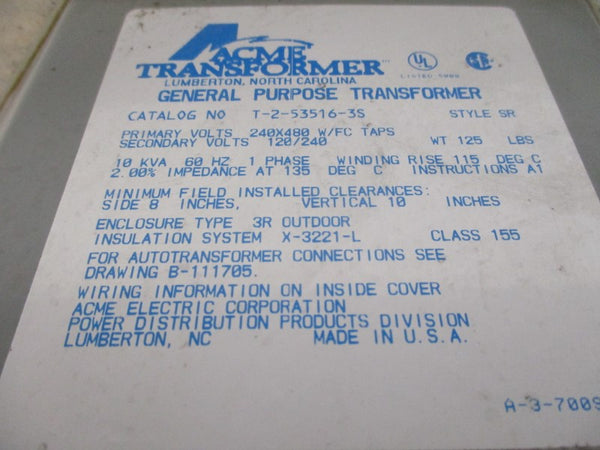 ACME
TRANSFORMER
LUMBERTON, NORTH CAROLINA
UL
LISTED 500B
GENERAL PURPOSE TRANSFORMER
CATALOG NO T-2-53516-3S STYLE SR
PRIMARY VOLTS 240X480 W/FC TAPS
SECONDARY VOLTS 120/240 WT 125 LBS
10 KVA 60 HZ 1 PHASE WINDING RISE 115 DEG C
2.00% IMPEDANCE AT 135 DEG C INSTRUCTIONS A1
MINIMUM FIELD INSTALLED CLEARANCES:
SIDE 8 INCHES, VERTICAL 10 INCHES
ENCLOSURE TYPE 3R OUTDOOR
INSULATION SYSTEM X-3221-L CLASS 155
FOR AUTOTRANSFORMER CONNECTIONS SEE
DRAWING B-111705.
WIRING INFORMATION ON INSIDE COVER
ACME ELECTRIC CORPORATION
POWER DISTRIBUTION PRODUCTS DIVISION
LUMBERTON, NC MADE IN U.S.A.